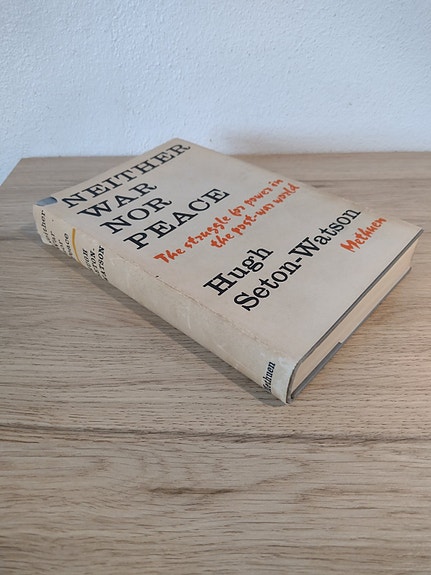 NEITHER
WAR
NOR
PEACE
The struggle for power in
the post-war world
Hugh
Seton-Watson
Methuen
Methuen